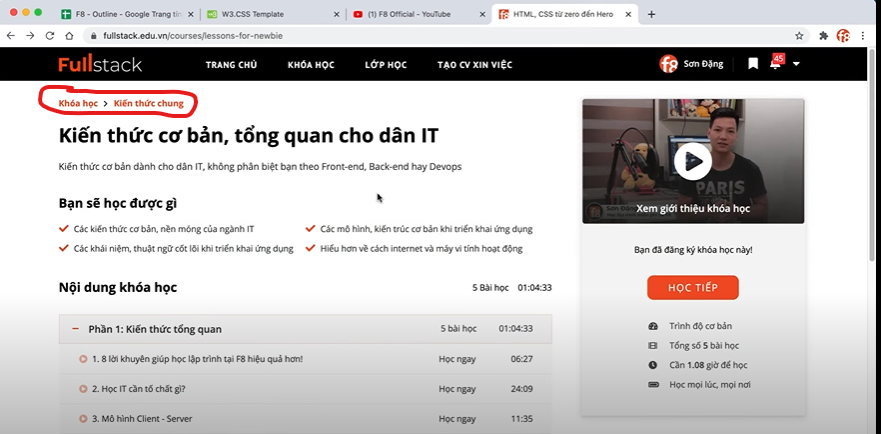 F8 - Outline - Google Trang tín
W3.CSS Template
(1) F8 Official - YouTube
HTML, CSS từ zero đến Hero
fullstack.edu.vn/courses/lessons-for-newbie
Fullstack
TRANG CHỦ
KHÓA HỌC
LỚP HỌC
TẠO CV XIN VIỆC
F8
Sơn Đặng
45
Khóa học > Kiến thức chung
Kiến thức cơ bản, tổng quan cho dân IT
Kiến thức cơ bản dành cho dân IT, không phân biệt bạn theo Front-end, Back-end hay Devops
Bạn sẽ học được gì
Các kiến thức cơ bản, nền móng của ngành IT
Các mô hình, kiến trúc cơ bản khi triển khai ứng dụng
Các khái niệm, thuật ngữ cốt lõi khi triển khai ứng dụng
Hiểu hơn về cách internet và máy vi tính hoạt động
Nội dung khóa học
5 Bài học 01:04:33
Phần 1: Kiến thức tổng quan 5 bài học 01:04:33
1. 8 lời khuyên giúp học lập trình tại F8 hiệu quả hơn! Học ngay 06:27
2. Học IT cần tố chất gì? Học ngay 24:09
3. Mô hình Client - Server Học ngay 11:35
PARIS
Xem giới thiệu khóa học
Bạn đã đăng ký khóa học này!
HỌC TIẾP
Trình độ cơ bản
Tổng số 5 bài học
Cần 1.08 giờ để học
Học mọi lúc, mọi nơi